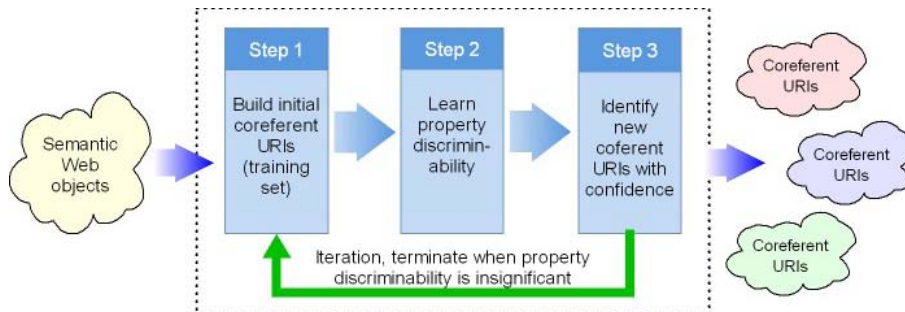 Semantic
Web
objects
Step 1
Build initial
coreferent
URIs
(training
set)
Step 2
Learn
property
discrimin-
ability
Step 3
Identify
new
coferent
URIs with
confidence
Iteration, terminate when property
discriminability is insignificant
Coreferent
URIs
Coreferent
URIs
Coreferent
URIs